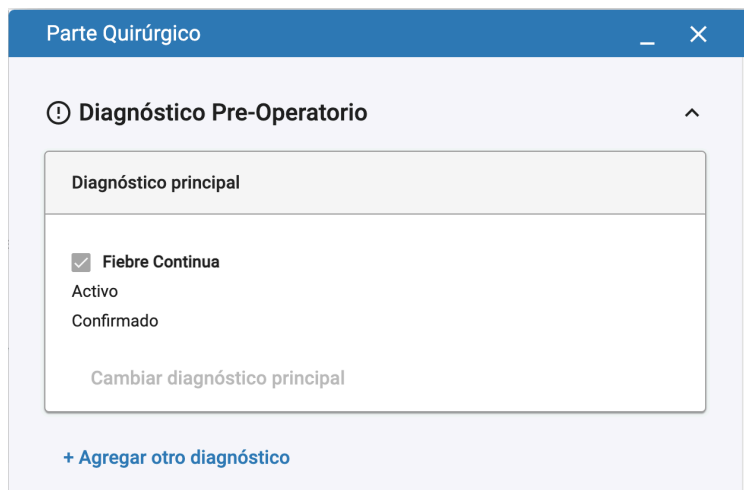 Parte Quirúrgico
Diagnóstico Pre-Operatorio
Diagnóstico principal
Fiebre Continua
Activo
Confirmado
Cambiar diagnóstico principal
+ Agregar otro diagnóstico